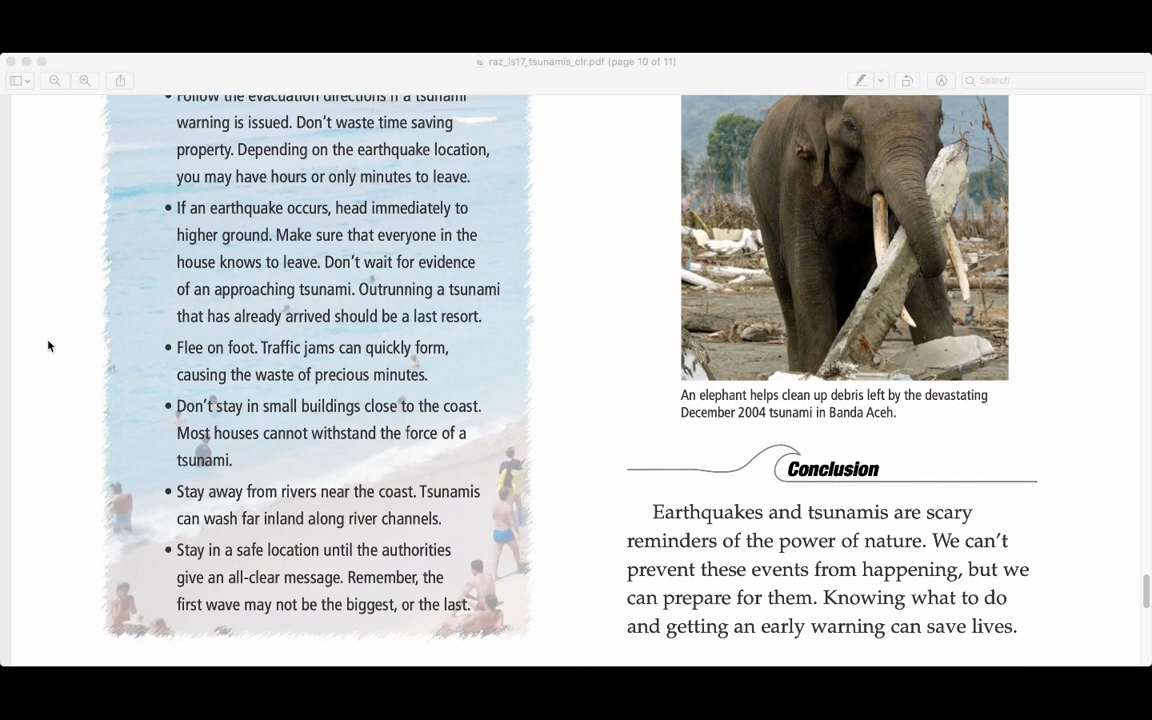 raz_ls17_tsunamis_clr.pdf (page 10 of 11)
Search
• Follow the evacuation directions if a tsunami
warning is issued. Don't waste time saving
property. Depending on the earthquake location,
you may have hours or only minutes to leave.
• If an earthquake occurs, head immediately to
higher ground. Make sure that everyone in the
house knows to leave. Don't wait for evidence
of an approaching tsunami. Outrunning a tsunami
that has already arrived should be a last resort.
• Flee on foot. Traffic jams can quickly form,
causing the waste of precious minutes.
• Don't stay in small buildings close to the coast.
Most houses cannot withstand the force of a
tsunami.
• Stay away from rivers near the coast. Tsunamis
can wash far inland along river channels.
• Stay in a safe location until the authorities
give an all-clear message. Remember, the
first wave may not be the biggest, or the last.
An elephant helps clean up debris left by the devastating
December 2004 tsunami in Banda Aceh.
Conclusion
Earthquakes and tsunamis are scary
reminders of the power of nature. We can't
prevent these events from happening, but we
can prepare for them. Knowing what to do
and getting an early warning can save lives.